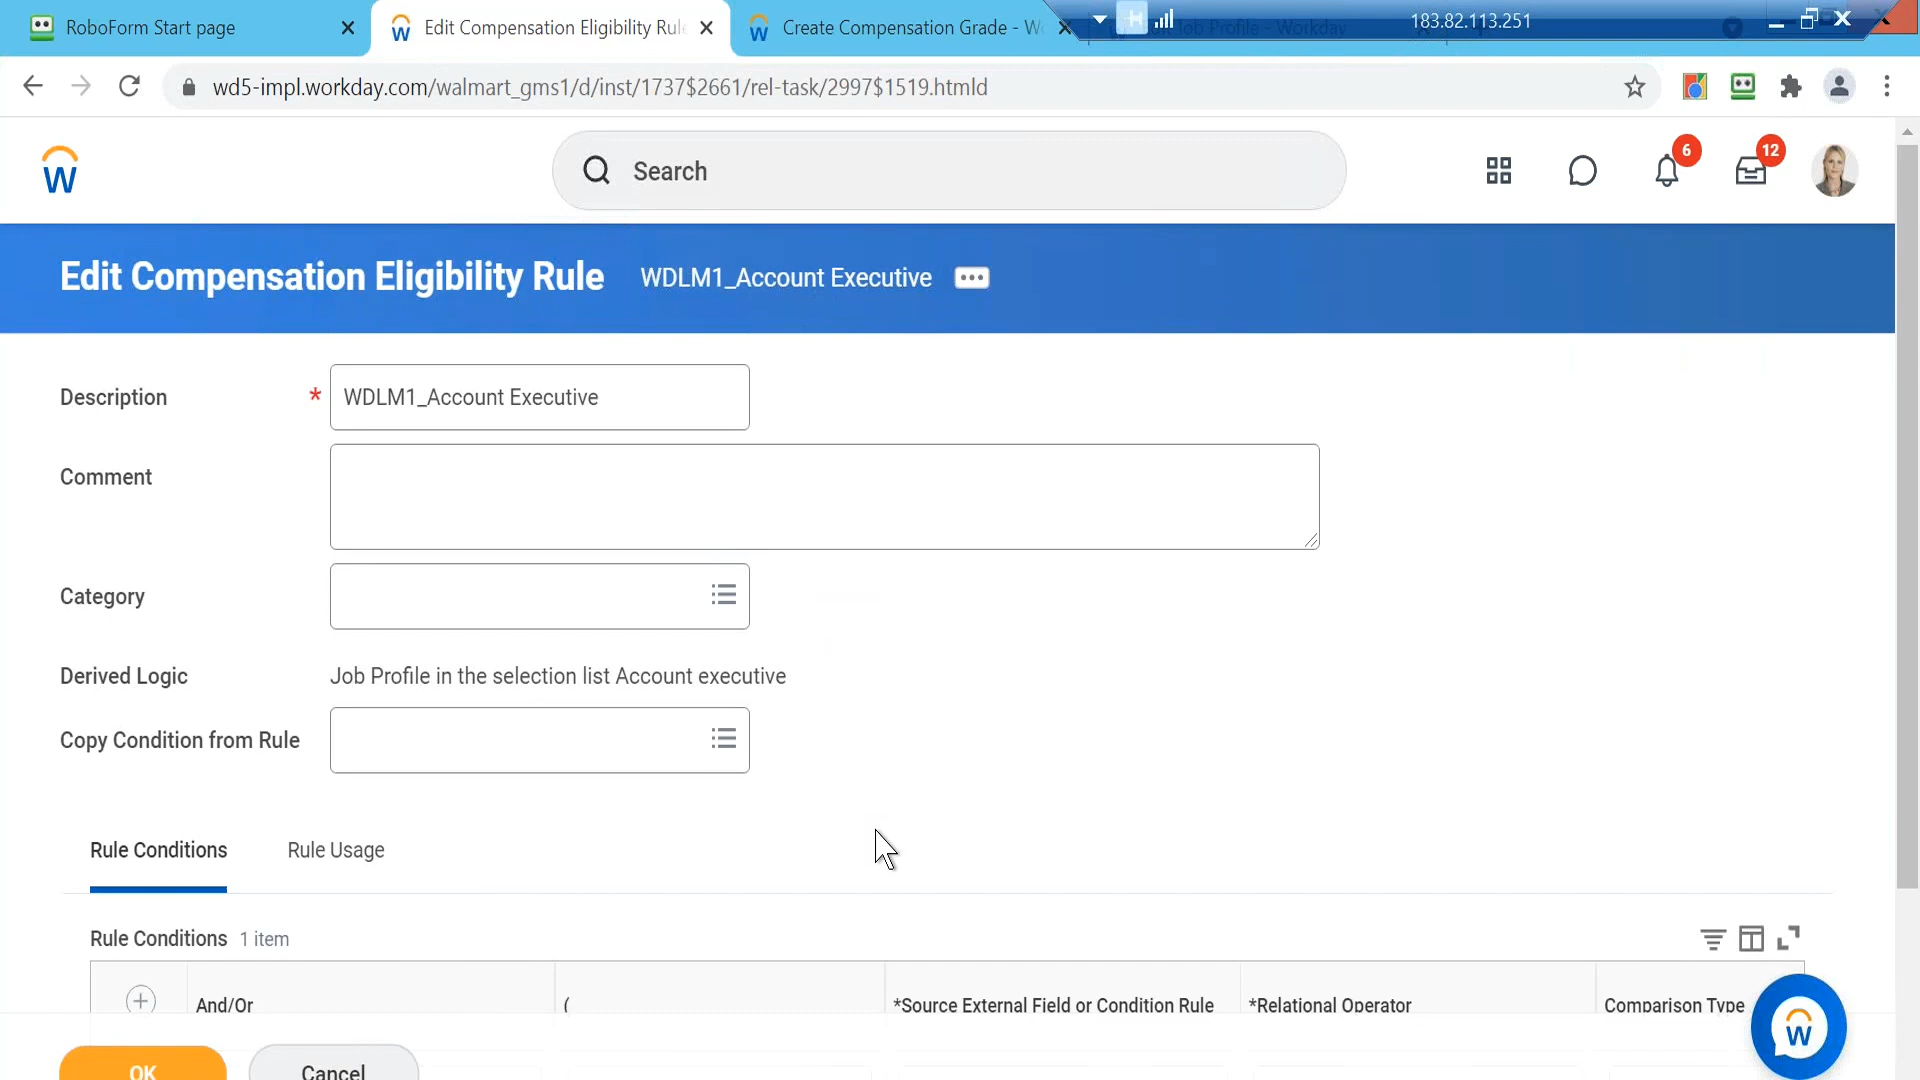 RoboForm Start page
Edit Compensation Eligibility Rul
Create Compensation Grade - Wo
Job Profile - Workday
183.82.113.251
wd5-impl.workday.com/walmart_gms1/d/inst/1737$2661/rel-task/2997$1519.htmld
Search
6
12
Edit Compensation Eligibility Rule WDLM1_Account Executive
Description * WDLM1_Account Executive
Comment
Category
Derived Logic Job Profile in the selection list Account executive
Copy Condition from Rule
Rule Conditions Rule Usage
Rule Conditions 1 item
And/Or ( *Source External Field or Condition Rule *Relational Operator Comparison Type
OK Cancel